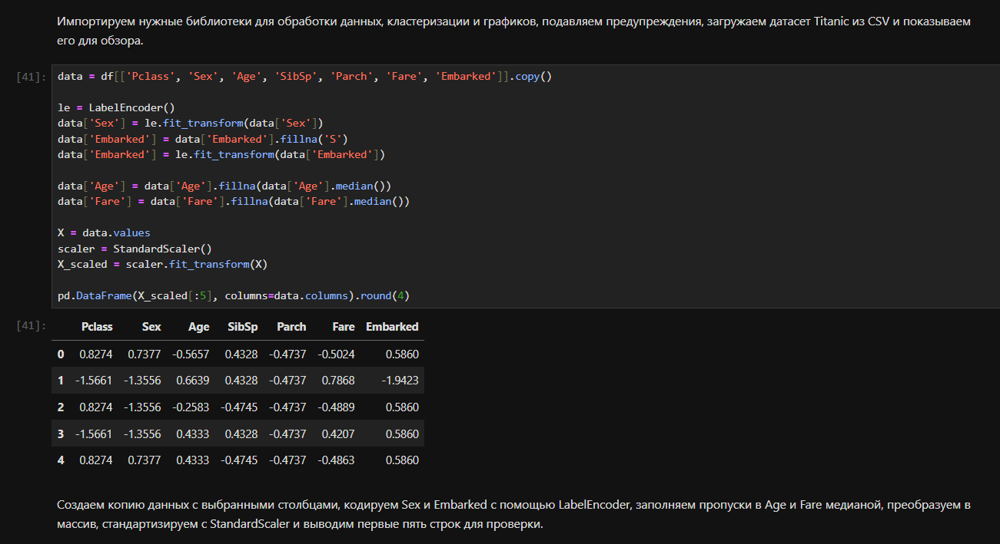 Импортируем нужные библиотеки для обработки данных, кластеризации и графиков, подавляем предупреждения, загружаем датасет Titanic из CSV и показываем
его для обзора.
[41]: data = df[['Pclass', 'Sex', 'Age', 'SibSp', 'Parch', 'Fare', 'Embarked']].copy()
le = LabelEncoder()
data['Sex'] = le.fit_transform(data['Sex'])
data['Embarked'] = data['Embarked'].fillna('S')
data['Embarked'] = le.fit_transform(data['Embarked'])
data['Age'] = data['Age'].fillna(data['Age'].median())
data['Fare'] = data['Fare'].fillna(data['Fare'].median())
X = data.values
scaler = StandardScaler()
X_scaled = scaler.fit_transform(X)
pd.DataFrame(X_scaled[:5], columns=data.columns).round(4)
[41]: Pclass Sex Age SibSp Parch Fare Embarked
0 0.8274 0.7377 -0.5657 0.4328 -0.4737 -0.5024 0.5860
1 -1.5661 -1.3556 0.6639 0.4328 -0.4737 0.7868 -1.9423
2 0.8274 -1.3556 -0.2583 -0.4745 -0.4737 -0.4889 0.5860
3 -1.5661 -1.3556 0.4333 0.4328 -0.4737 0.4207 0.5860
4 0.8274 0.7377 0.4333 -0.4745 -0.4737 -0.4863 0.5860
Создаем копию данных с выбранными столбцами, кодируем Sex и Embarked с помощью LabelEncoder, заполняем пропуски в Age и Fare медианой, преобразуем в
массив, стандартизируем с StandardScaler и выводим первые пять строк для проверки.